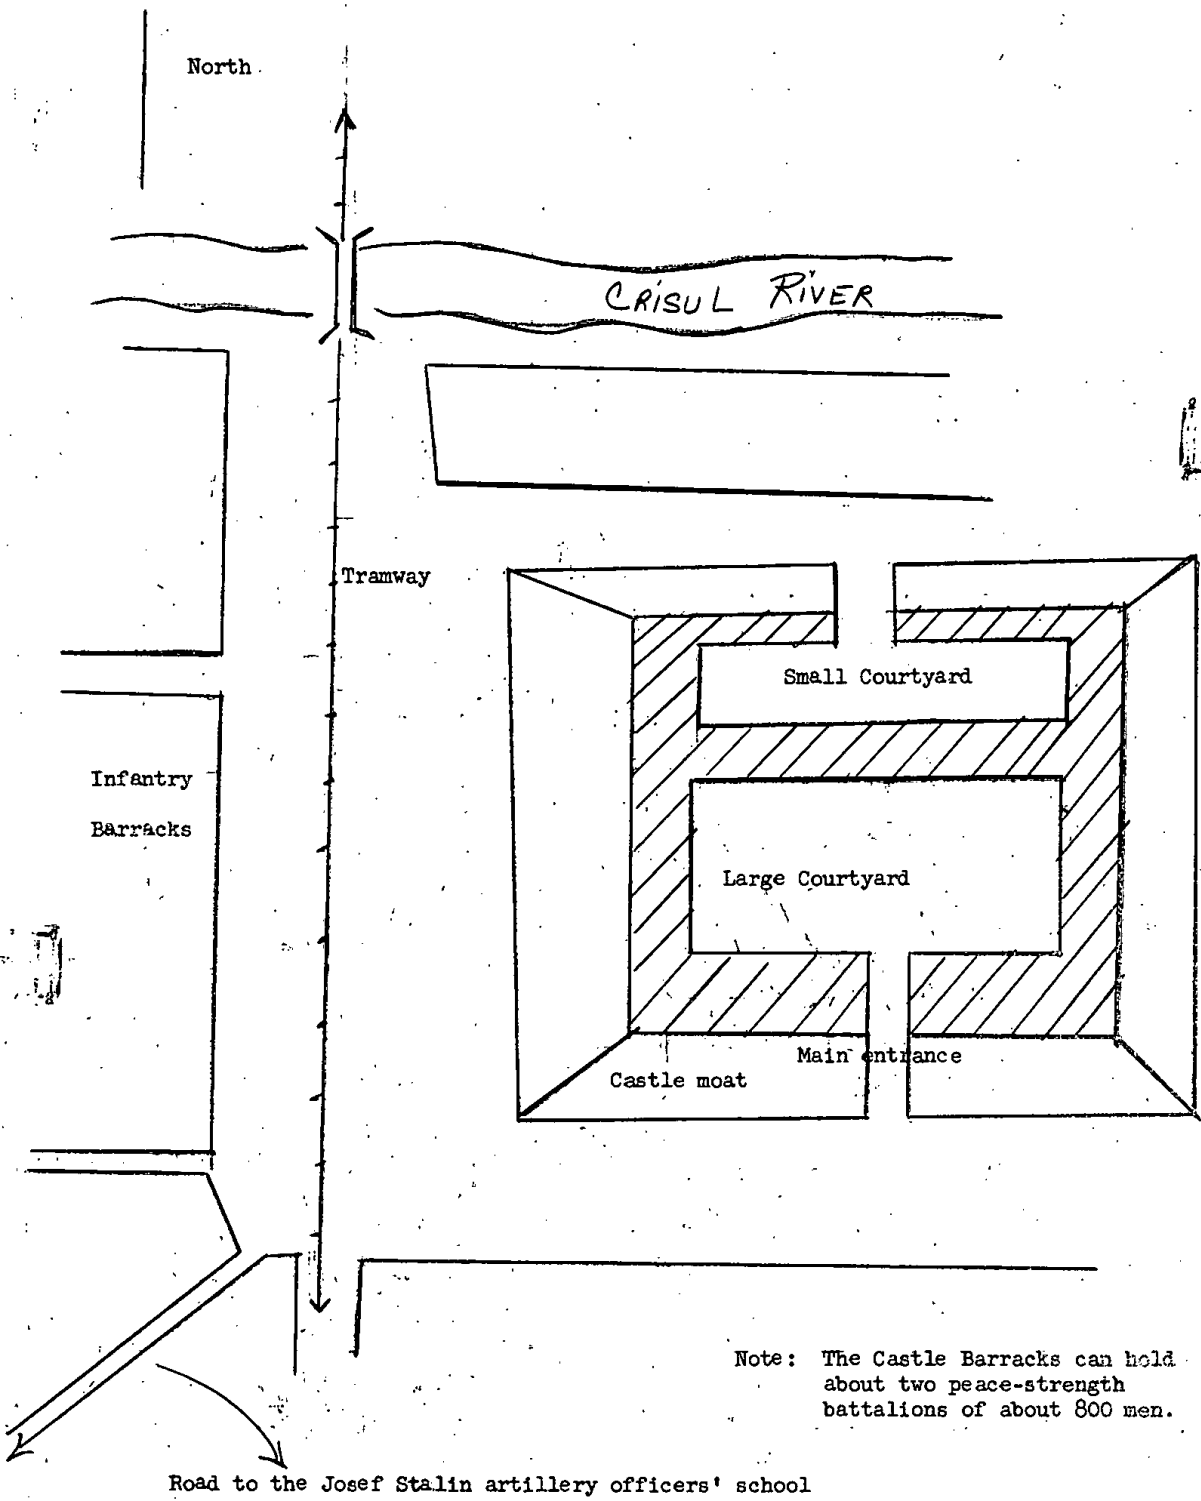 North
CRISUL RIVER
Tramway
Small Courtyard
Infantry
Barracks
Large Courtyard
Main entrance
Castle moat
Note: The Castle Barracks can hold
about two peace-strength
battalions of about 800 men.
Road to the Josef Stalin artillery officers' school